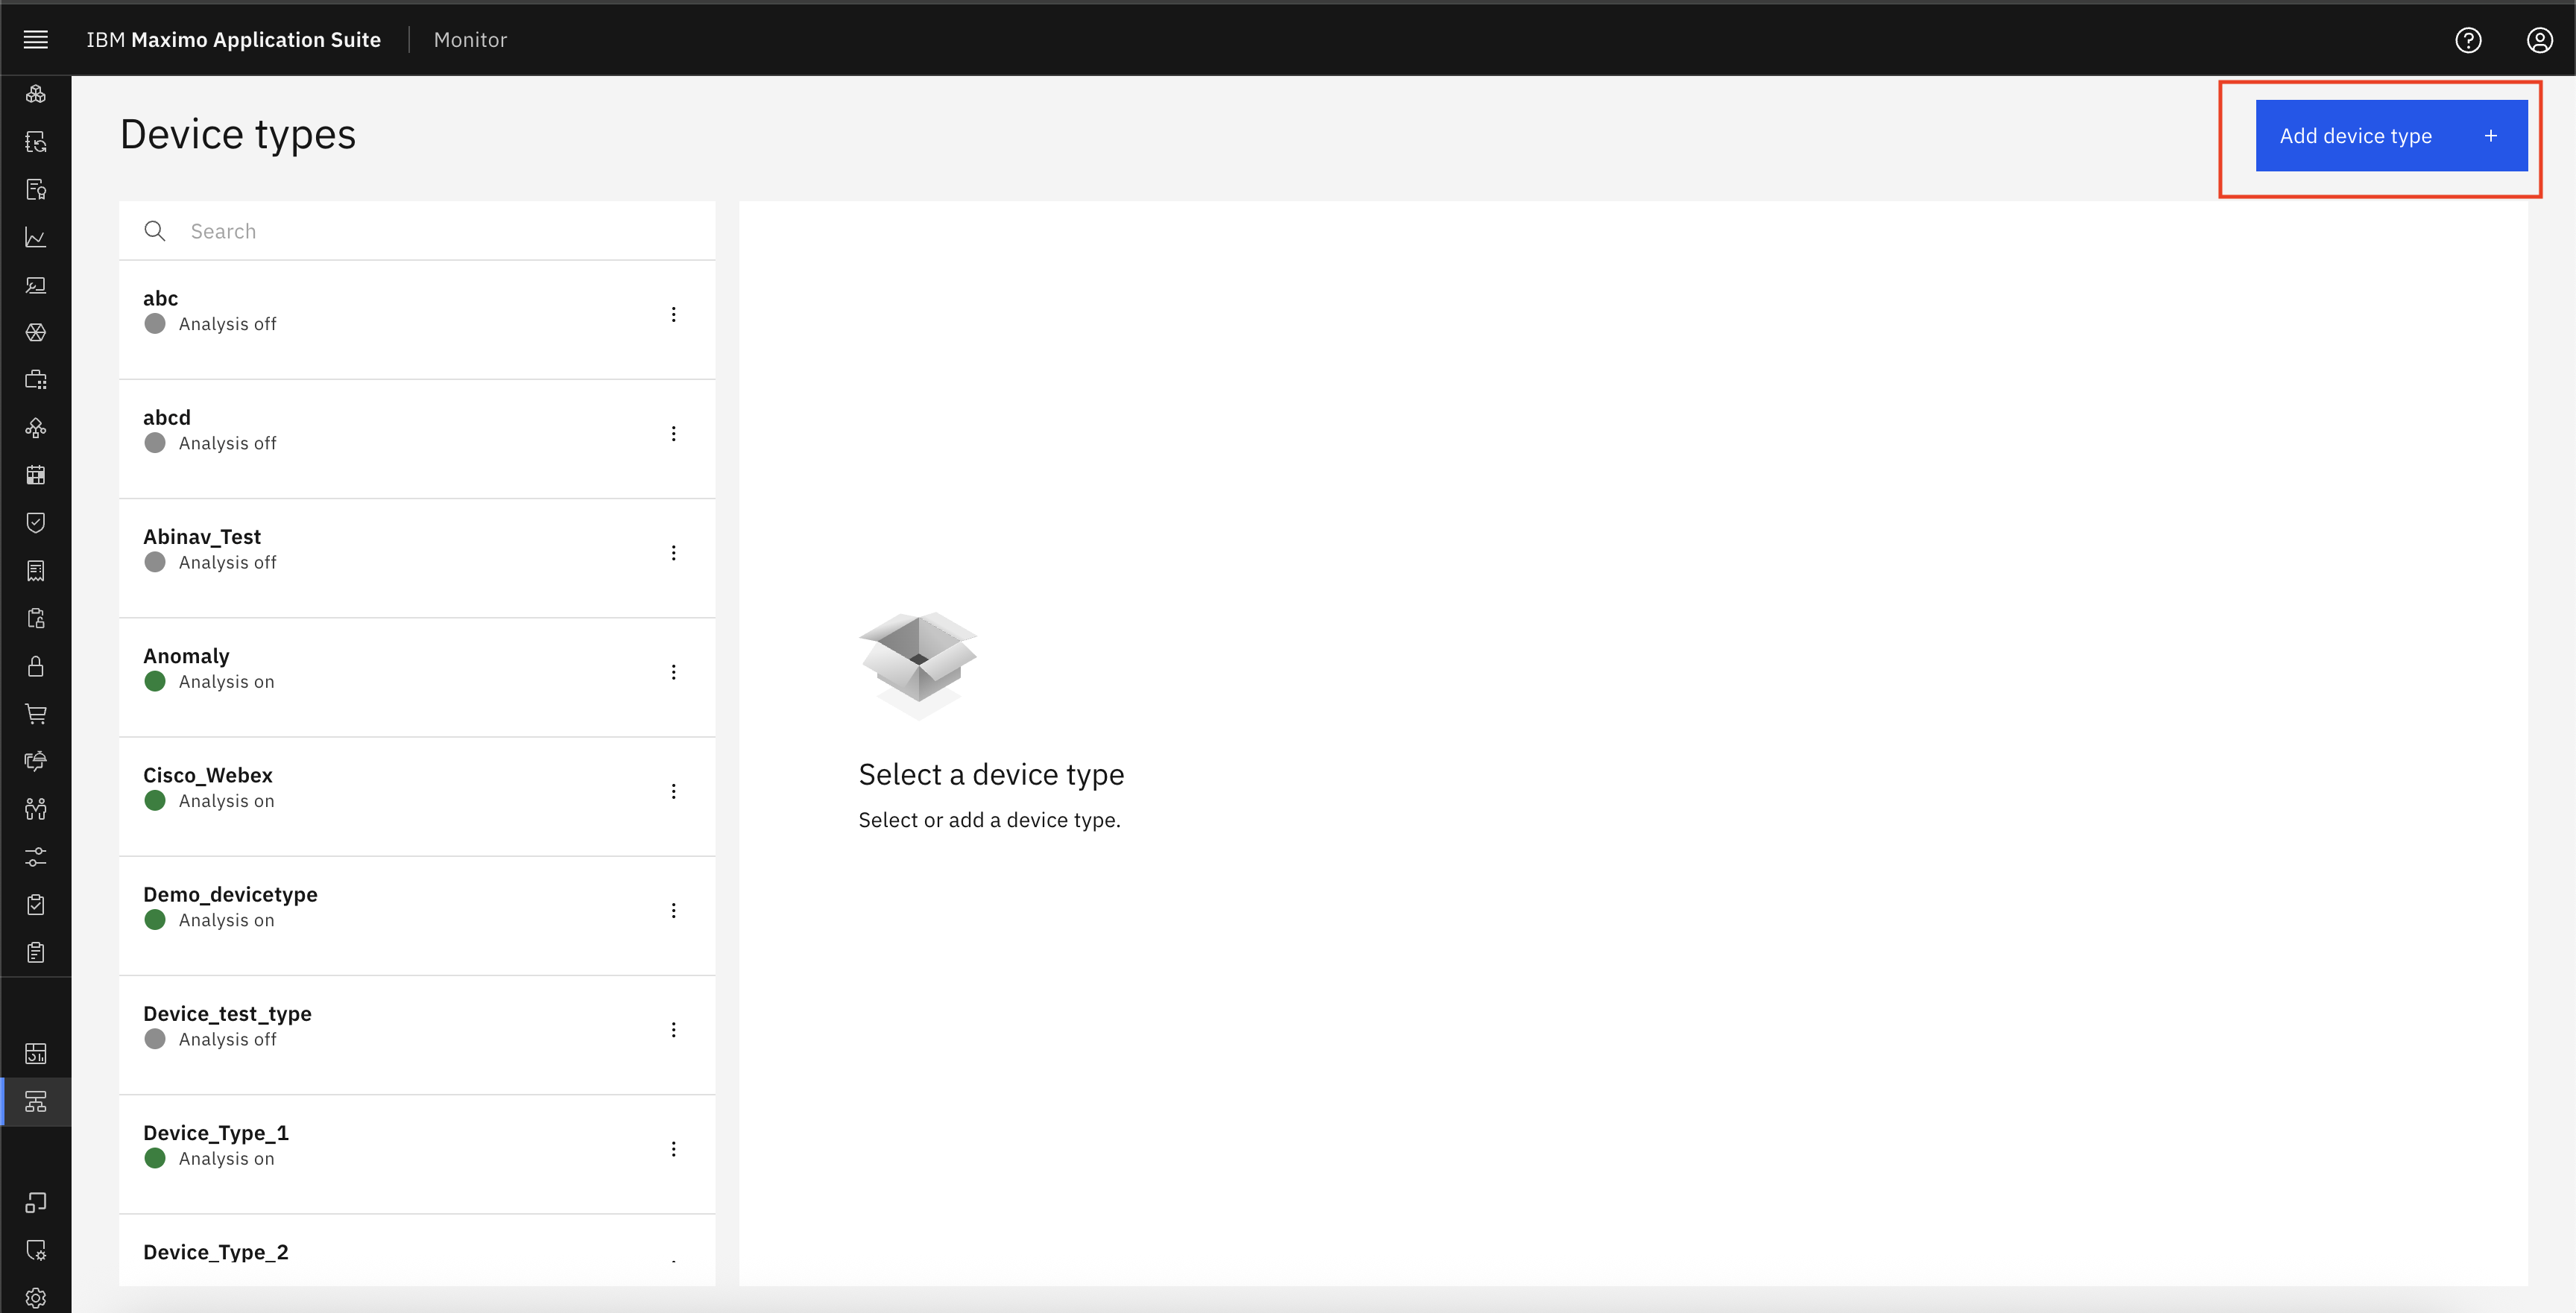 IBM Maximo Application Suite Monitor
Device types
Add device type +
Search
abc
Analysis off
abcd
Analysis off
Abinav_Test
Analysis off
Anomaly
Analysis on
Cisco_Webex
Analysis on
Demo_devicetype
Analysis on
Device_test_type
Analysis off
Device_Type_1
Analysis on
Device_Type_2
Select a device type
Select or add a device type.